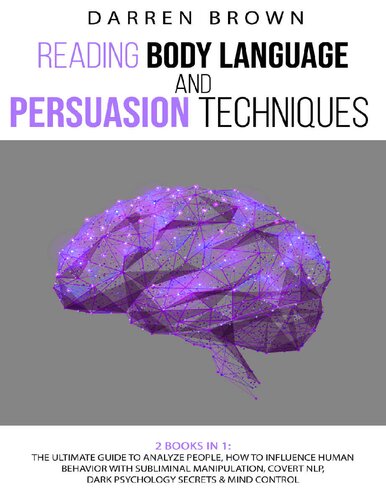 DARREN BROWN
READING BODY LANGUAGE
AND
PERSUASION TECHNIQUES
2 BOOKS IN 1:
THE ULTIMATE GUIDE TO ANALYZE PEOPLE, HOW TO INFLUENCE HUMAN
BEHAVIOR WITH SUBLIMINAL MANIPULATION, COVERT NLP,
DARK PSYCHOLOGY SECRETS & MIND CONTROL